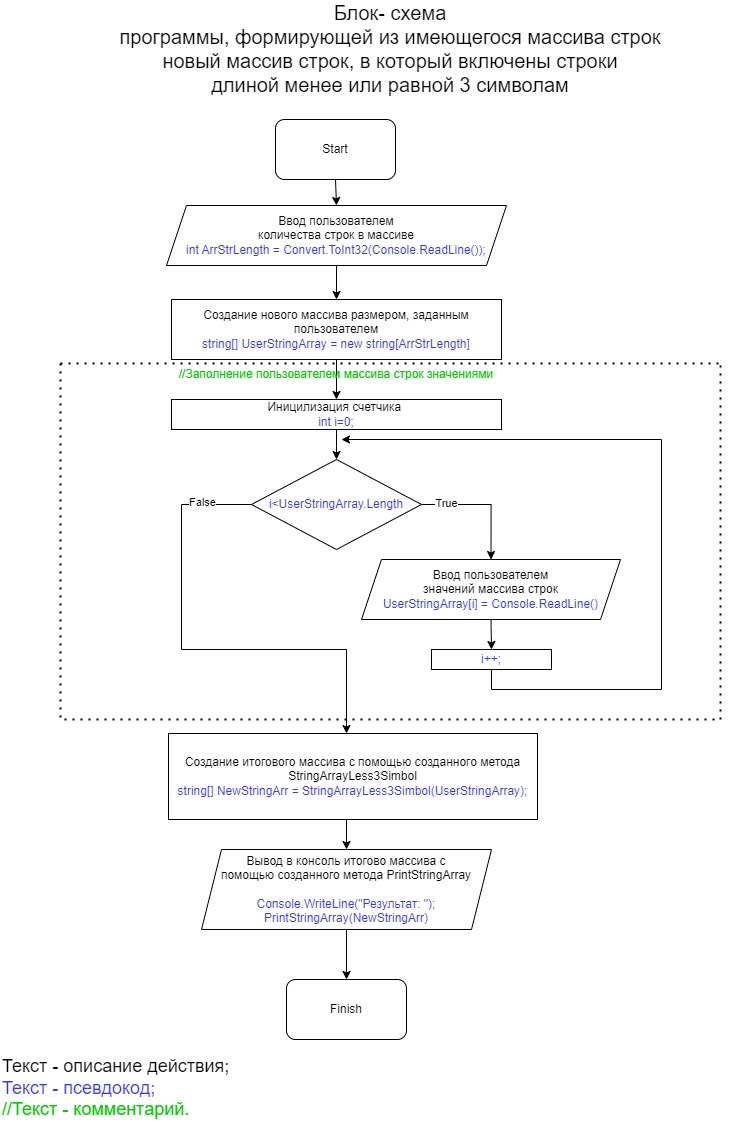 Блок- схема
программы, формирующей из имеющегося массива строк
новый массив строк, в который включены строки
длиной менее или равной 3 символам
Start
Ввод пользователем
количества строк в массиве
int ArrStrLength = Convert.ToInt32(Console.ReadLine());
Создание нового массива размером, заданным
пользователем
string[] UserStringArray = new string[ArrStrLength]
//Заполнение пользователем массива строк значениями
Иницилизация счетчика
int i=0;
i<UserStringArray.Length
False
True
Ввод пользователем
значений массива строк
UserStringArray[i] = Console.ReadLine()
i++;
Создание итогового массива с помощью созданного метода
StringArrayLess3Simbol
string[] NewStringArr = StringArrayLess3Simbol(UserStringArray);
Вывод в консоль итогово массива с
помощью созданного метода PrintStringArray
Console.WriteLine("Результат: ");
PrintStringArray(NewStringArr)
Finish
Текст - описание действия;
Текст - псевдокод;
//Текст - комментарий.